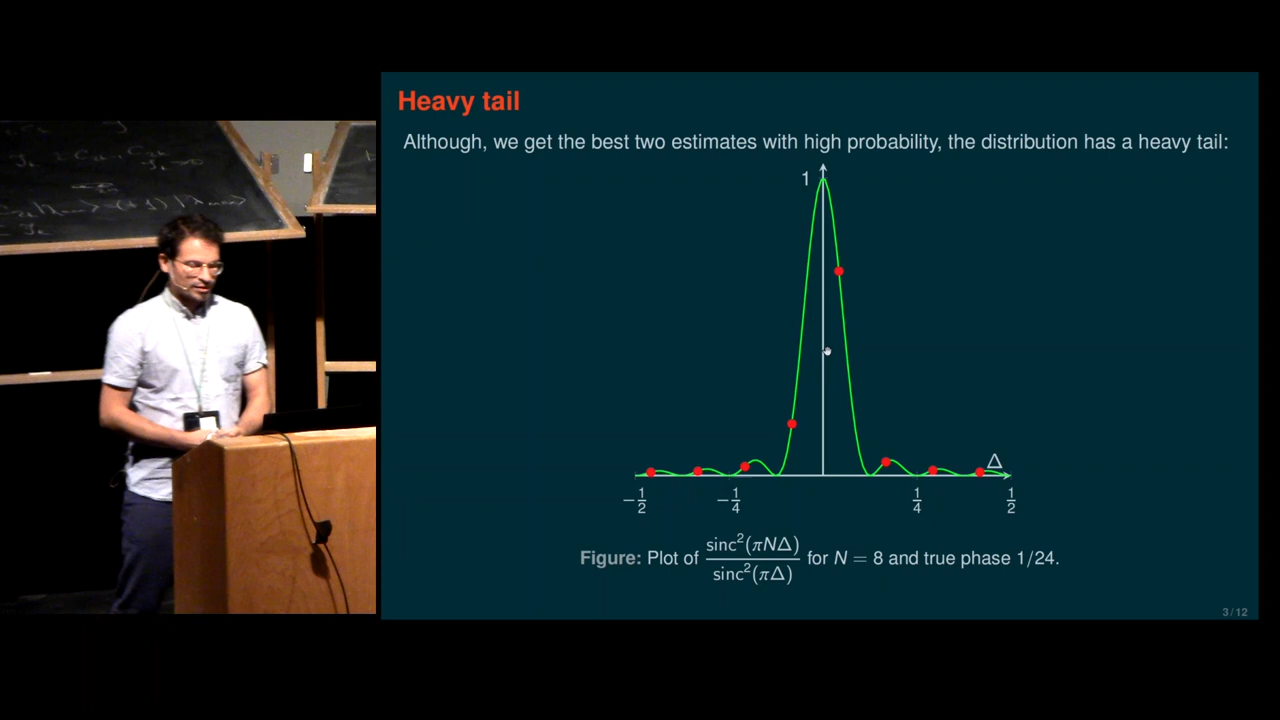 Heavy tail
Although, we get the best two estimates with high probability, the distribution has a heavy tail:
1
Δ
−1/2
−1/4
1/4
1/2
Figure: Plot of sinc²(πNΔ)/sinc²(πΔ) for N = 8 and true phase 1/24.
3 / 12